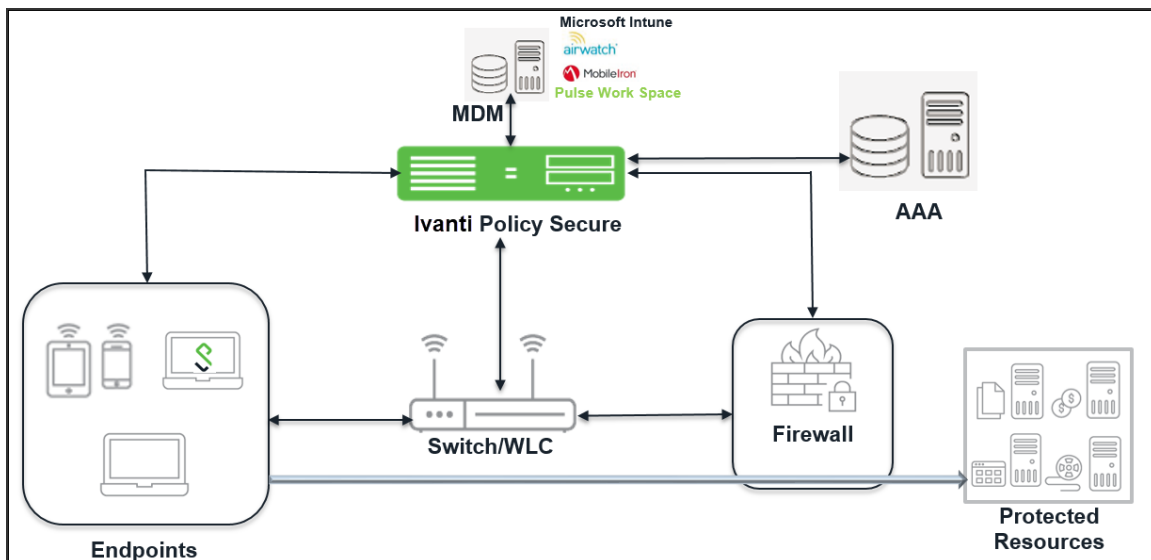 Microsoft Intune
airwatch
MobileIron
Pulse Work Space
MDM
AAA
Ivanti Policy Secure
Switch/WLC
Firewall
Endpoints
Protected
Resources